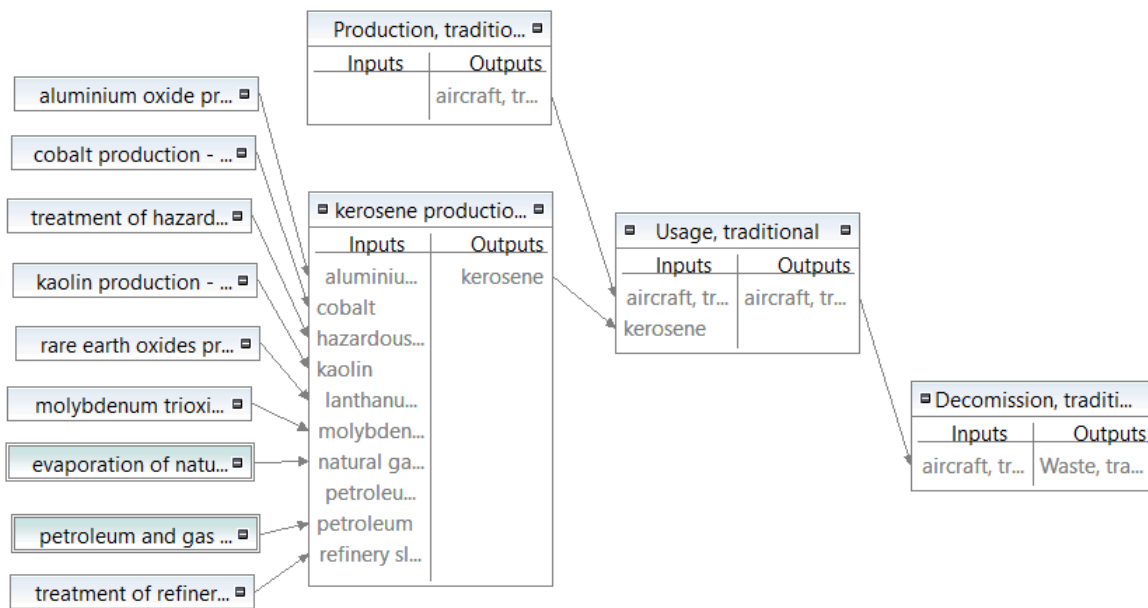 Production, traditio...
Inputs Outputs
aircraft, tr...
aluminium oxide pr...
cobalt production - ...
treatment of hazard...
kaolin production - ...
rare earth oxides pr...
molybdenum trioxi...
evaporation of natu...
petroleum and gas ...
treatment of refiner...
kerosene productio...
Inputs Outputs
aluminiu... kerosene
cobalt
hazardous...
kaolin
lanthanu...
molybden...
natural ga...
petroleu...
petroleum
refinery sl...
Usage, traditional
Inputs Outputs
aircraft, tr... aircraft, tr...
kerosene
Decomission, traditi...
Inputs Outputs
aircraft, tr... Waste, tra...